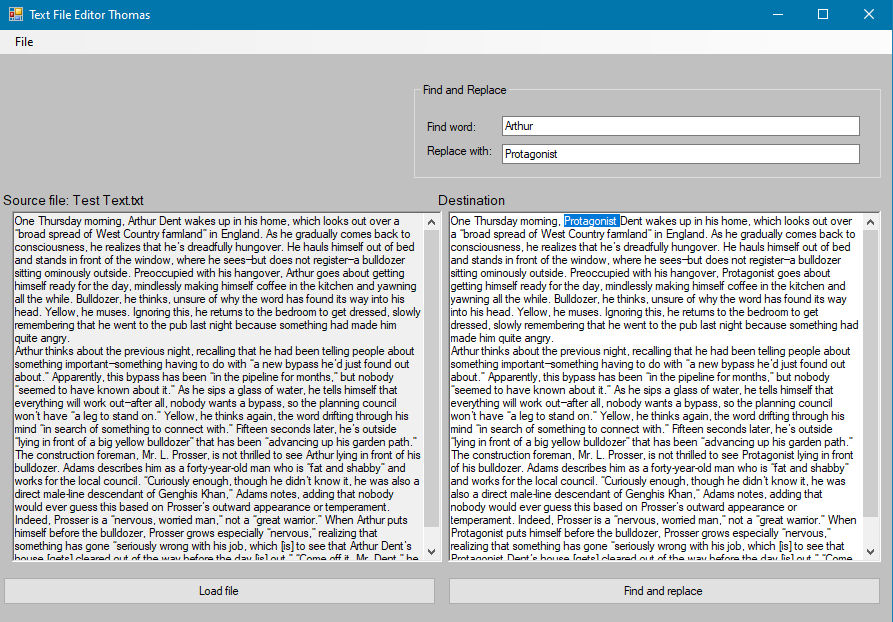 Text File Editor Thomas
File
Find and Replace
Find word:
Arthur
Replace with:
Protagonist
Source file: Test Text.txt
One Thursday morning, Arthur Dent wakes up in his home, which looks out over a
“broad spread of West Country farmland” in England. As he gradually comes back to
consciousness, he realizes that he’s dreadfully hungover. He hauls himself out of bed
and stands in front of the window, where he sees—but does not register—a bulldozer
sitting ominously outside. Preoccupied with his hangover, Arthur goes about getting
himself ready for the day, mindlessly making himself coffee in the kitchen and yawning
all the while. Bulldozer, he thinks, unsure of why the word has found its way into his
head. Yellow, he muses. Ignoring this, he returns to the bedroom to get dressed, slowly
remembering that he went to the pub last night because something had made him
quite angry.
Arthur thinks about the previous night, recalling that he had been telling people about
something important—something having to do with “a new bypass he’d just found out
about.” Apparently, this bypass has been “in the pipeline for months,” but nobody
“seemed to have known about it.” As he sips a glass of water, he tells himself that
everything will work out—after all, nobody wants a bypass, so the planning council
won’t have “a leg to stand on.” Yellow, he thinks again, the word drifting through his
mind “in search of something to connect with.” Fifteen seconds later, he’s outside
“lying in front of a big yellow bulldozer” that has been “advancing up his garden path.”
The construction foreman, Mr. L. Prosser, is not thrilled to see Arthur lying in front of his
bulldozer. Adams describes him as a forty-year-old man who is “fat and shabby” and
works for the local council. “Curiously enough, though he didn’t know it, he was also a
direct male-line descendant of Genghis Khan,” Adams notes, adding that nobody
would ever guess this based on Prosser’s outward appearance or temperament.
Indeed, Prosser is a “nervous, worried man,” not a “great warrior.” When Arthur puts
himself before the bulldozer, Prosser grows especially “nervous,” realizing that
something has gone “seriously wrong with his job, which [is] to see that Arthur Dent’s
house [gets] cleared out of the way before the day [is] out.” “Come off it, Mr. Dent,” he
Destination
One Thursday morning, Protagonist Dent wakes up in his home, which looks out over
a “broad spread of West Country farmland” in England. As he gradually comes back to
consciousness, he realizes that he’s dreadfully hungover. He hauls himself out of bed
and stands in front of the window, where he sees—but does not register—a bulldozer
sitting ominously outside. Preoccupied with his hangover, Protagonist goes about
getting himself ready for the day, mindlessly making himself coffee in the kitchen and
yawning all the while. Bulldozer, he thinks, unsure of why the word has found its way
into his head. Yellow, he muses. Ignoring this, he returns to the bedroom to get
dressed, slowly remembering that he went to the pub last night because something had
made him quite angry.
Protagonist thinks about the previous night, recalling that he had been telling people
about something important—something having to do with “a new bypass he’d just found out
about.” Apparently, this bypass has been “in the pipeline for months,” but nobody
“seemed to have known about it.” As he sips a glass of water, he tells himself that
everything will work out—after all, nobody wants a bypass, so the planning council
won’t have “a leg to stand on.” Yellow, he thinks again, the word drifting through his
mind “in search of something to connect with.” Fifteen seconds later, he’s outside
“lying in front of a big yellow bulldozer” that has been “advancing up his garden path.”
The construction foreman, Mr. L. Prosser, is not thrilled to see Protagonist lying in front
of his bulldozer. Adams describes him as a forty-year-old man who is “fat and shabby”
and works for the local council. “Curiously enough, though he didn’t know it, he was
also a direct male-line descendant of Genghis Khan,” Adams notes, adding that
nobody would ever guess this based on Prosser’s outward appearance or
temperament. Indeed, Prosser is a “nervous, worried man,” not a “great warrior.” When
Protagonist puts himself before the bulldozer, Prosser grows especially “nervous,”
realizing that something has gone “seriously wrong with his job, which [is] to see that
Protagonist Dent’s house [gets] cleared out of the way before the day [is] out.” “Come
Load file
Find and replace